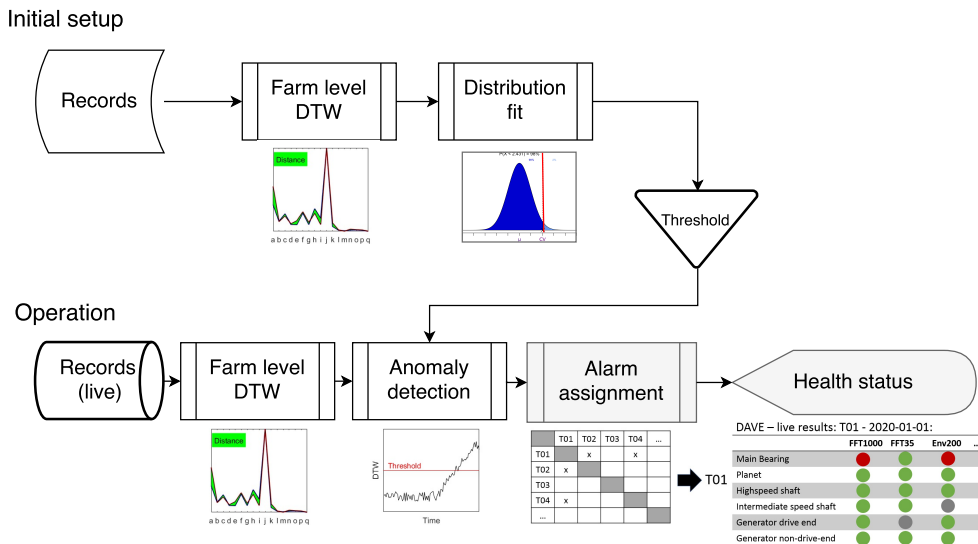 Initial setup
Records
Farm level
DTW
Distribution
fit
Distance
a b c d e f g h i j k l m n o p q
μ
Threshold
Operation
Records
(live)
Farm level
DTW
Anomaly
detection
Alarm
assignment
Health status
Distance
a b c d e f g h i j k l m n o p q
DTW
Threshold
Time
T01 T02 T03 T04 ...
T01 x x
T02 x
T03
T04 x
...
T01
DAVE – live results: T01 - 2020-01-01:
FFT1000 FFT35 Env200 ..
Main Bearing
Planet
Highspeed shaft
Intermediate speed shaft
Generator drive end
Generator non-drive-end